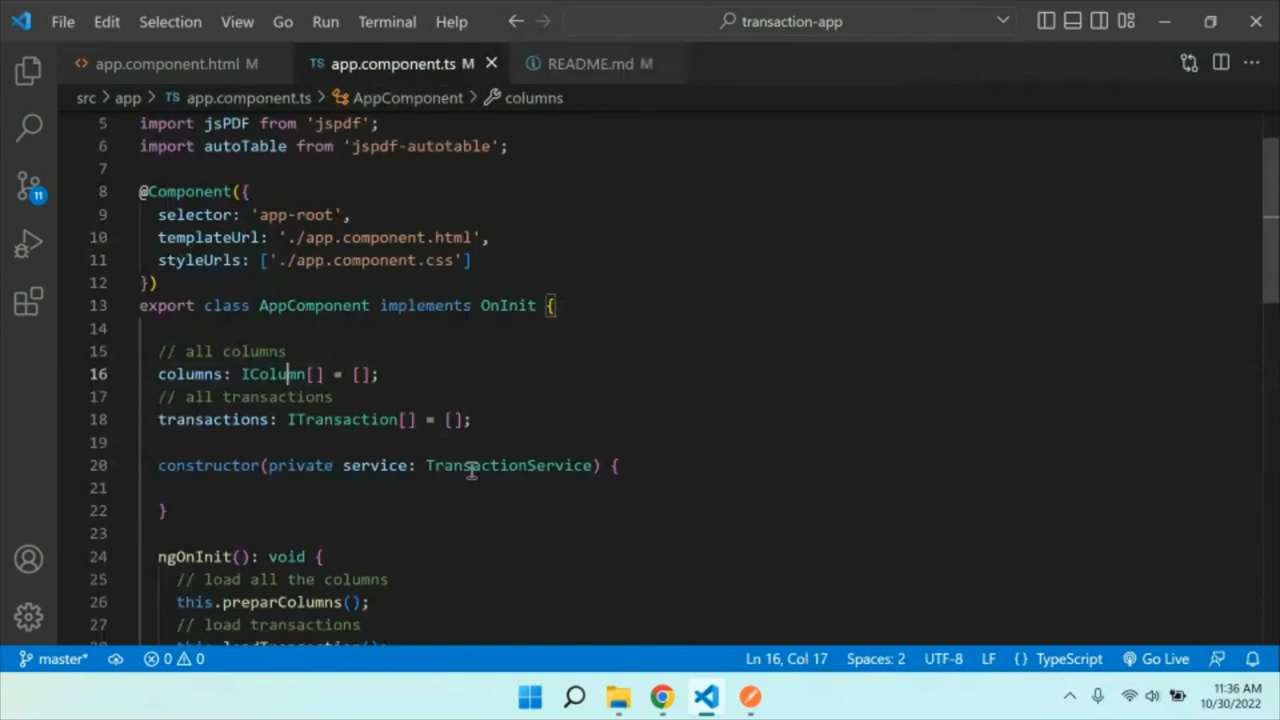 File Edit Selection View Go Run Terminal Help transaction-app
app.component.html M TS app.component.ts M README.md M
src > app > TS app.component.ts > AppComponent > columns
5 import jsPDF from 'jspdf';
6 import autoTable from 'jspdf-autotable';
7
8 @Component({
9 selector: 'app-root',
10 templateUrl: './app.component.html',
11 styleUrls: ['./app.component.css']
12 })
13 export class AppComponent implements OnInit {
14
15 // all columns
16 columns: IColumn[] = [];
17 // all transactions
18 transactions: ITransaction[] = [];
19
20 constructor(private service: TransactionService) {
21
22 }
23
24 ngOnInit(): void {
25 // load all the columns
26 this.preparColumns();
27 // load transactions
11
master* 0 0 Ln 16, Col 17 Spaces: 2 UTF-8 LF {} TypeScript Go Live
11:36 AM
10/30/2022